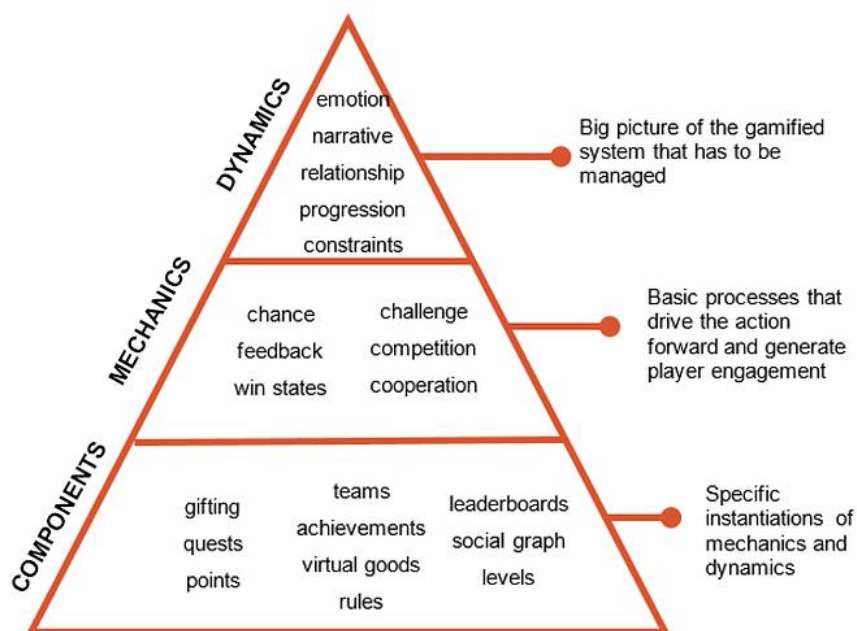 DYNAMICS
emotion
narrative
relationship
progression
constraints
Big picture of the gamified
system that has to be
managed
MECHANICS
chance
feedback
win states
challenge
competition
cooperation
Basic processes that
drive the action
forward and generate
player engagement
COMPONENTS
gifting
quests
points
teams
achievements
virtual goods
rules
leaderboards
social graph
levels
Specific
instantiations of
mechanics and
dynamics